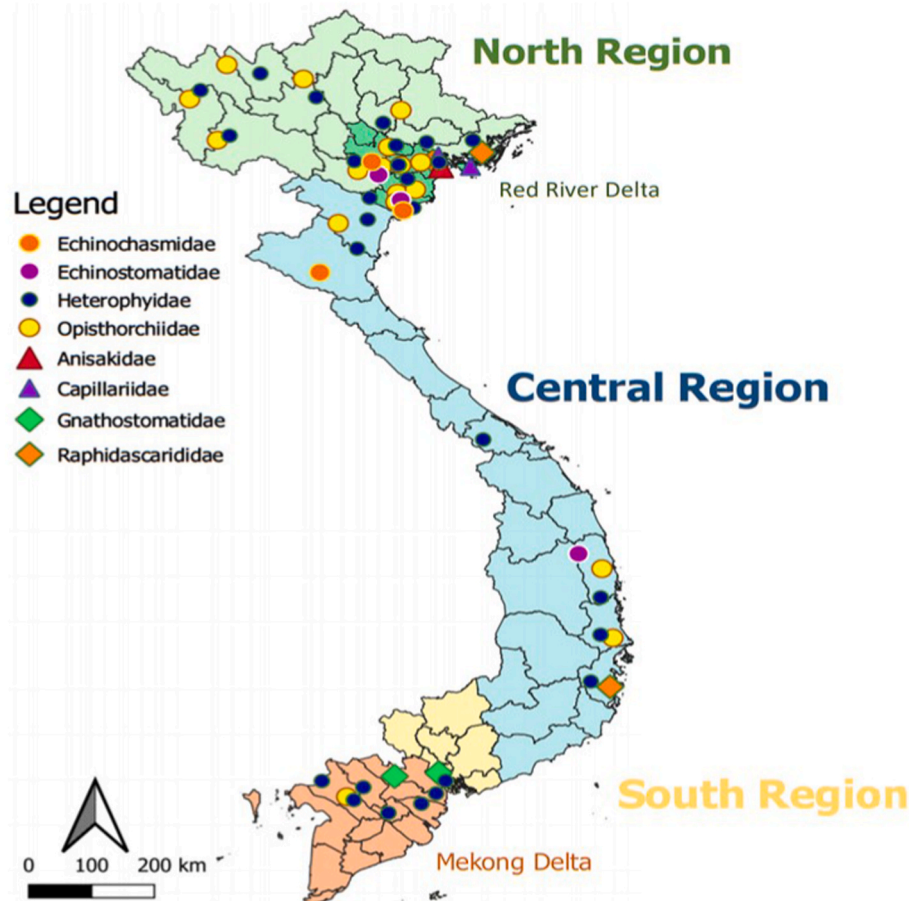 North Region
Red River Delta
Legend
Echinochasmidae
Echinostomatidae
Heterophyidae
Opisthorchiidae
Anisakidae
Capillariidae
Gnathostomatidae
Raphidascarididae
Central Region
South Region
Mekong Delta
0 100 200 km